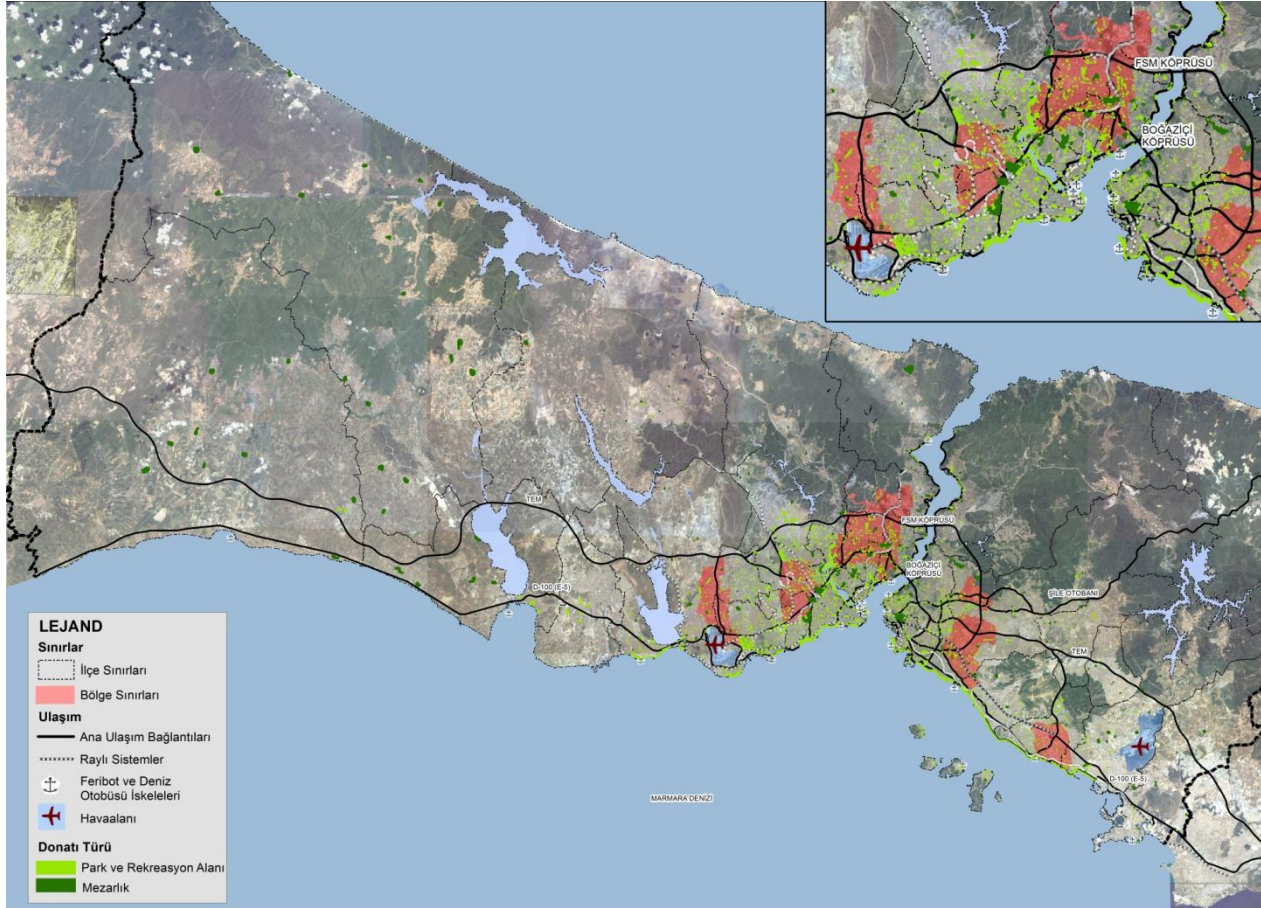 FSM KÖPRÜSÜ
BOĞAZİÇİ
KÖPRÜSÜ
TEM
FSM KÖPRÜSÜ
BOĞAZİÇİ
KÖPRÜSÜ
D-100 (E-5)
ŞİLE OTOBANI
TEM
D-100 (E-5)
MARMARA DENİZİ
LEJAND
Sınırlar
İlçe Sınırları
Bölge Sınırları
Ulaşım
Ana Ulaşım Bağlantıları
Raylı Sistemler
Feribot ve Deniz
Otobüsü İskeleleri
Havaalanı
Donatı Türü
Park ve Rekreasyon Alanı
Mezarlık